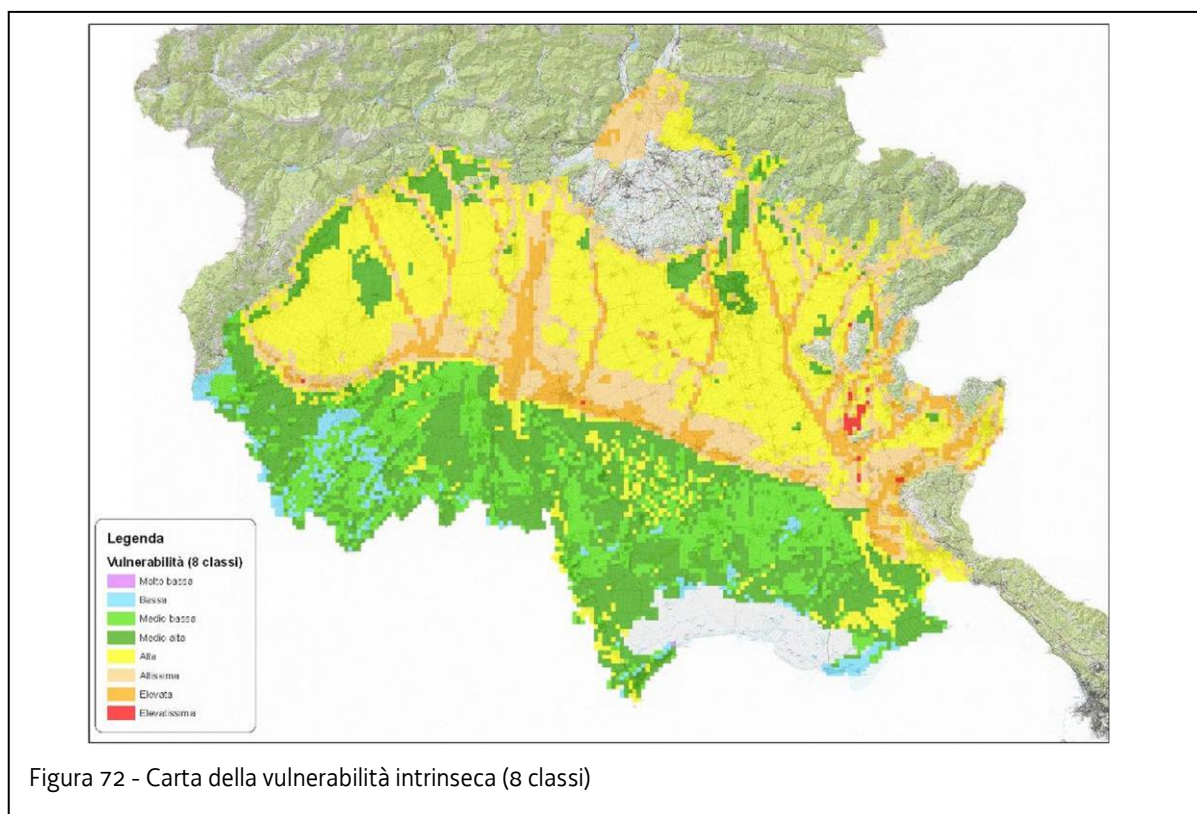 Legenda
Vulnerabilità (8 classi)
Molto bassa
Bassa
Medio bassa
Medio alta
Alta
Altissima
Elevata
Elevatissima
Figura 72 - Carta della vulnerabilità intrinseca (8 classi)